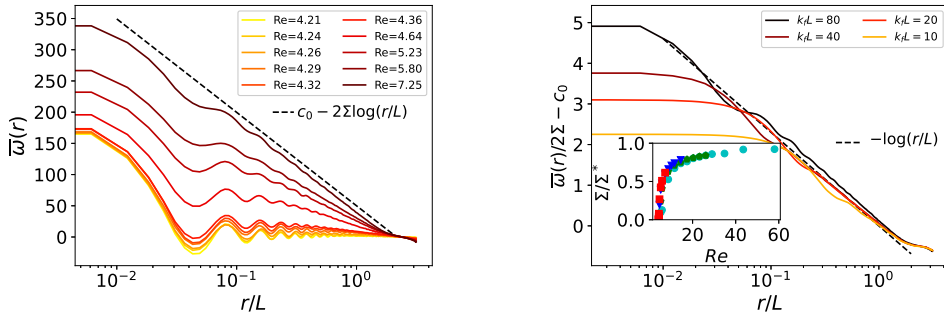 350
300
250
200
150
100
50
0
ϖ̅(r)
Re=4.21
Re=4.24
Re=4.26
Re=4.29
Re=4.32
Re=4.36
Re=4.64
Re=5.23
Re=5.80
Re=7.25
c₀ − 2Σlog(r/L)
10⁻² 10⁻¹ 10⁰
r/L
6
5
4
3
2
1
0
ϖ̅(r)/2Σ − c₀
k_fL = 80
k_fL = 40
k_fL = 20
k_fL = 10
−log(r/L)
1.0
0.5
0.0
Σ/Σ*
20 40 60
Re
10⁻² 10⁻¹ 10⁰
r/L